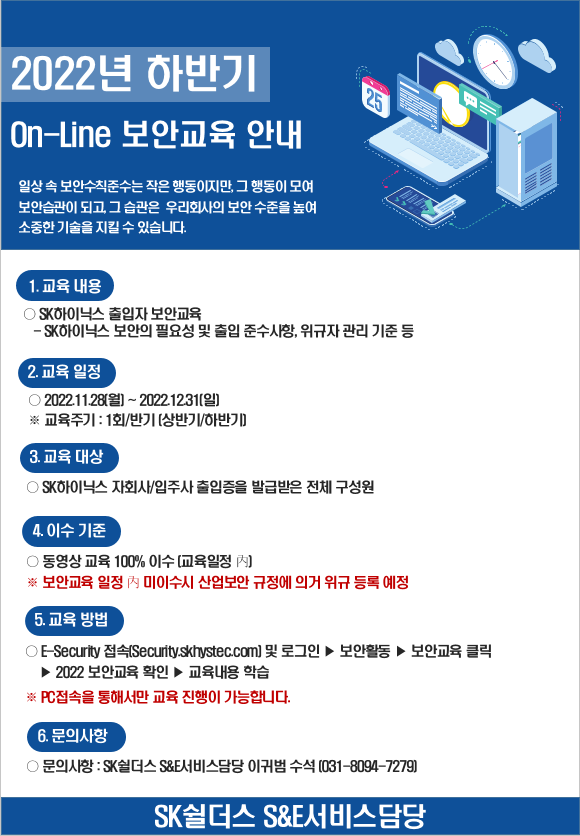 2022년 하반기
On-Line 보안교육 안내
일상 속 보안수칙준수는 작은 행동이지만, 그 행동이 모여
보안습관이 되고, 그 습관은 우리회사의 보안 수준을 높여
소중한 기술을 지킬 수 있습니다.
25
1. 교육 내용
○ SK하이닉스 출입자 보안교육
- SK하이닉스 보안의 필요성 및 출입 준수사항, 위규자 관리 기준 등
2. 교육 일정
○ 2022.11.28(월) ~ 2022.12.31(일)
※ 교육주기 : 1회/반기 (상반기/하반기)
3. 교육 대상
○ SK하이닉스 자회사/입주사 출입증을 발급받은 전체 구성원
4. 이수 기준
○ 동영상 교육 100% 이수 (교육일정 內)
※ 보안교육 일정 內 미이수시 산업보안 규정에 의거 위규 등록 예정
5. 교육 방법
○ E-Security 접속(Security.skhystec.com) 및 로그인 ▶ 보안활동 ▶ 보안교육 클릭
▶ 2022 보안교육 확인 ▶ 교육내용 학습
※ PC접속을 통해서만 교육 진행이 가능합니다.
6. 문의사항
○ 문의사항 : SK쉴더스 S&E서비스담당 이귀범 수석 (031-8094-7279)
SK쉴더스 S&E서비스담당